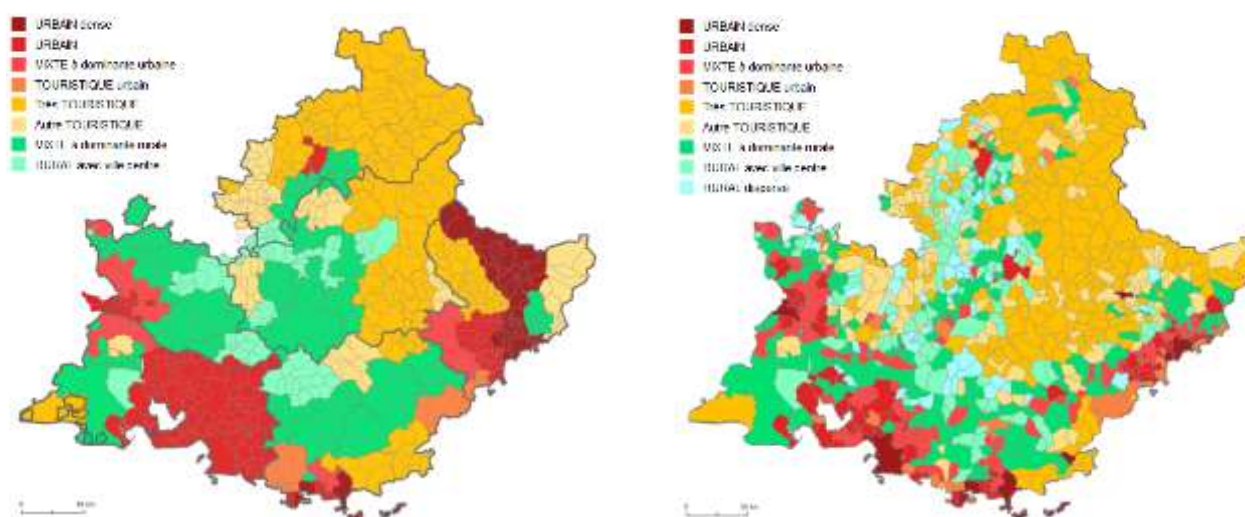 URBAIN dense
URBAIN
MIXTE à dominante urbaine
TOURISTIQUE urbain
Très TOURISTIQUE
Autre TOURISTIQUE
MIXTE à dominante rurale
RURAL avec ville centre
URBAIN dense
URBAIN
MIXTE à dominante urbaine
TOURISTIQUE urbain
Très TOURISTIQUE
Autre TOURISTIQUE
MIXTE à dominante rurale
RURAL avec ville centre
RURAL